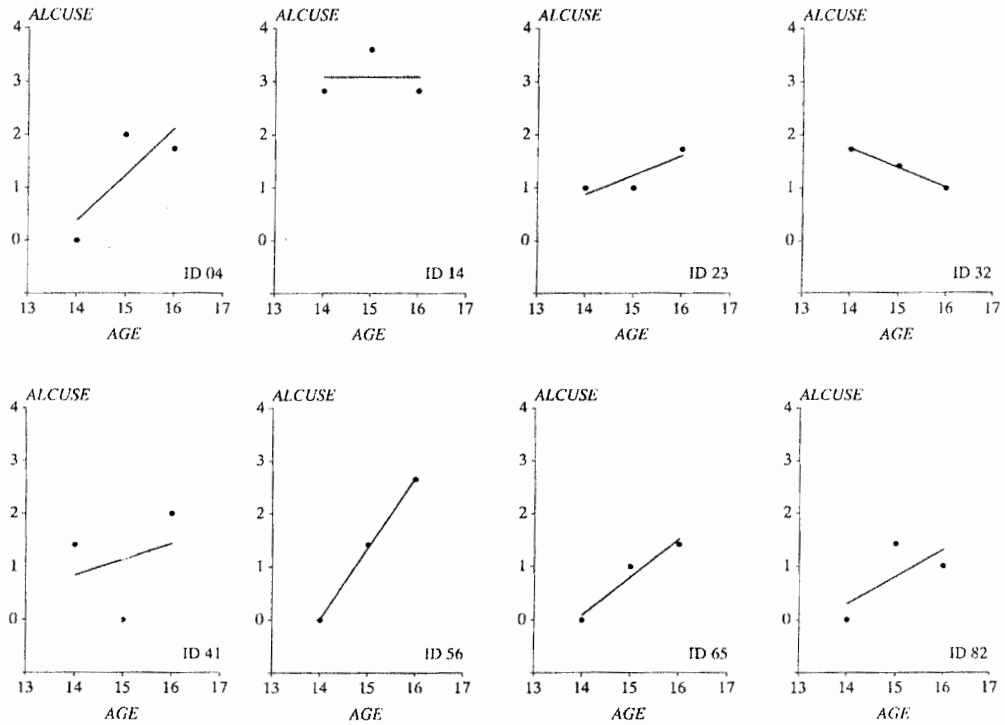 ALCUSE ALCUSE ALCUSE ALCUSE
4 4 4 4
3 3 3 3
2 2 2 2
1 1 1 1
0 0 0 0
ID 04 ID 14 ID 23 ID 32
13 14 15 16 17 13 14 15 16 17 13 14 15 16 17 13 14 15 16 17
AGE AGE AGE AGE
ALCUSE ALCUSE ALCUSE ALCUSE
4 4 4 4
3 3 3 3
2 2 2 2
1 1 1 1
0 0 0 0
ID 41 ID 56 ID 65 ID 82
13 14 15 16 17 13 14 15 16 17 13 14 15 16 17 13 14 15 16 17
AGE AGE AGE AGE